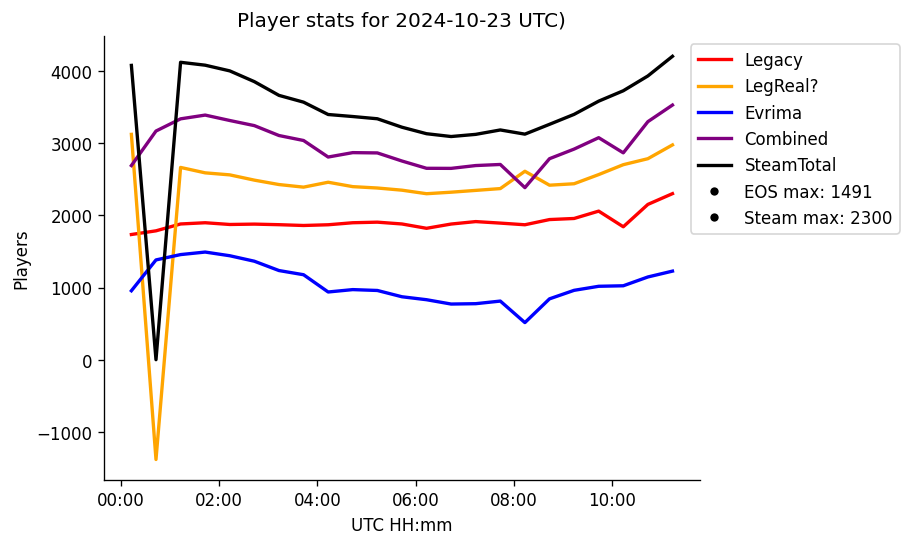 Player stats for 2024-10-23 UTC)
Legacy
LegReal?
Evrima
Combined
SteamTotal
EOS max: 1491
Steam max: 2300
Players
4000
3000
2000
1000
0
−1000
00:00 02:00 04:00 06:00 08:00 10:00
UTC HH:mm